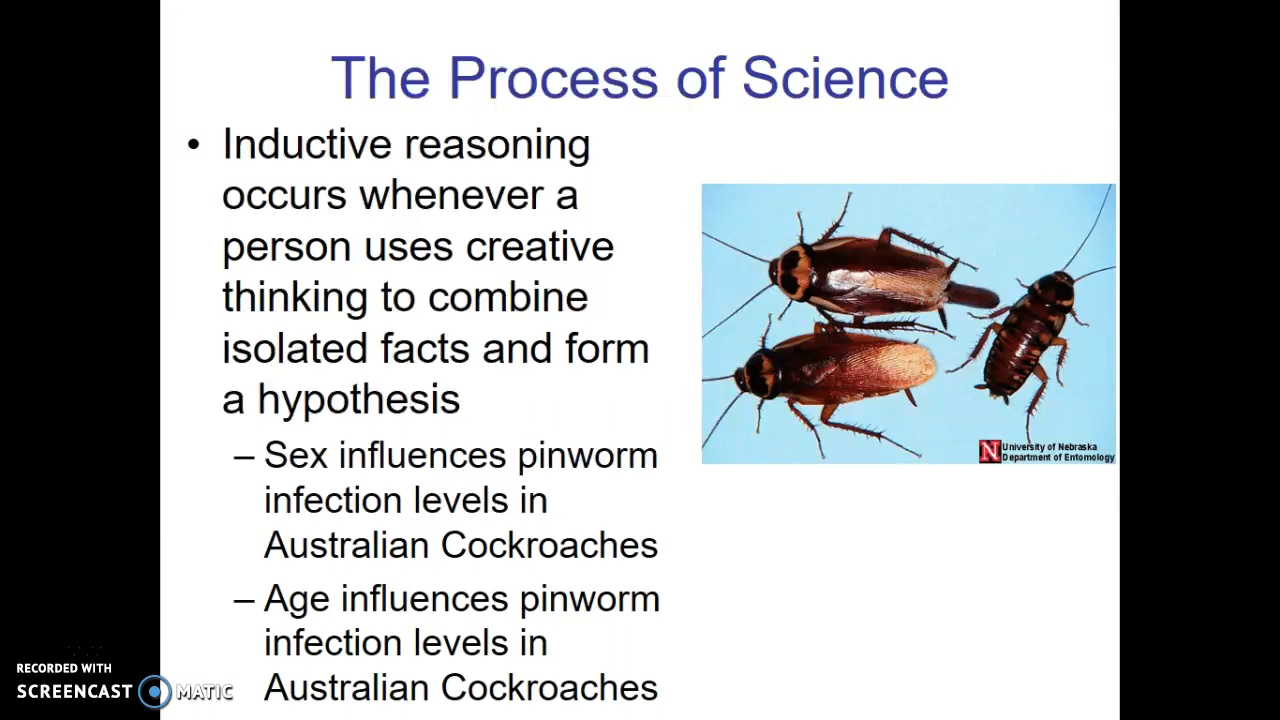 The Process of Science
• Inductive reasoning
occurs whenever a
person uses creative
thinking to combine
isolated facts and form
a hypothesis
– Sex influences pinworm
infection levels in
Australian Cockroaches
– Age influences pinworm
infection levels in
Australian Cockroaches
N University of Nebraska
Department of Entomology
RECORDED WITH
SCREENCAST MATIC